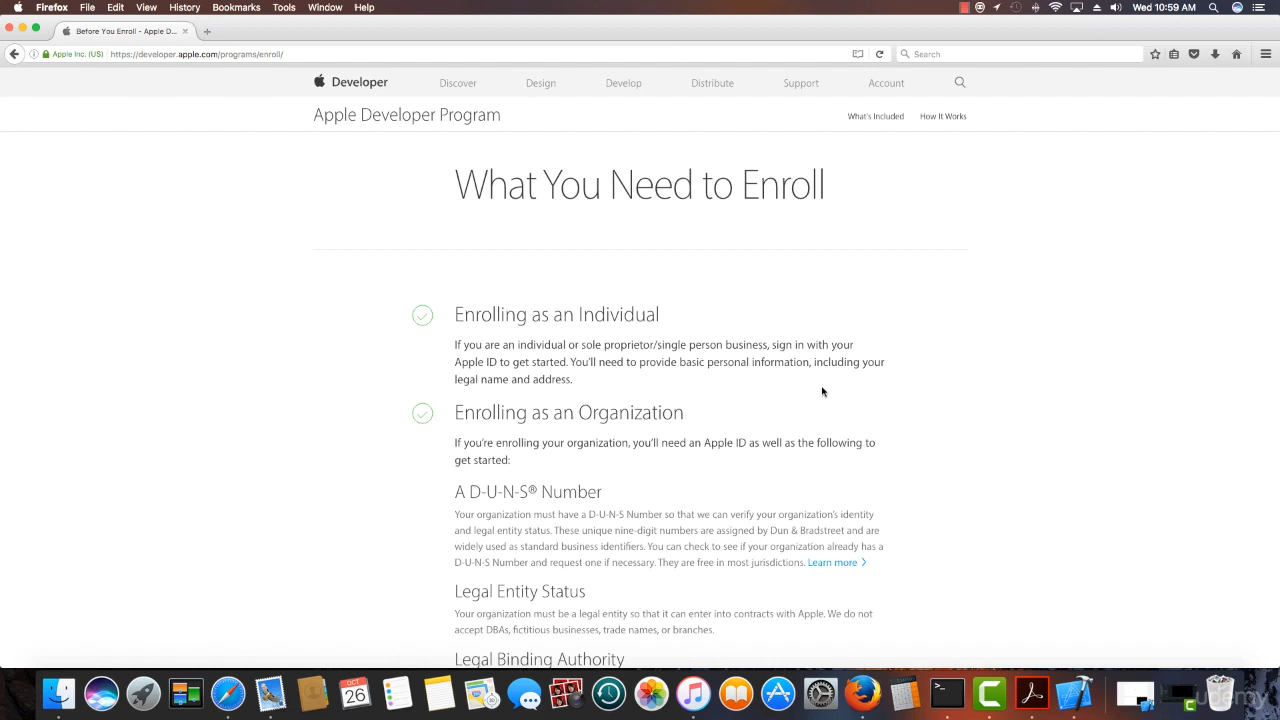 Firefox File Edit View History Bookmarks Tools Window Help Wed 10:59 AM
Before You Enroll - Apple D...
Apple Inc. (US) https://developer.apple.com/programs/enroll/ Search
Developer Discover Design Develop Distribute Support Account
Apple Developer Program What's Included How It Works
What You Need to Enroll
Enrolling as an Individual
If you are an individual or sole proprietor/single person business, sign in with your
Apple ID to get started. You'll need to provide basic personal information, including your
legal name and address.
Enrolling as an Organization
If you're enrolling your organization, you'll need an Apple ID as well as the following to
get started:
A D-U-N-S® Number
Your organization must have a D-U-N-S Number so that we can verify your organization's identity
and legal entity status. These unique nine-digit numbers are assigned by Dun & Bradstreet and are
widely used as standard business identifiers. You can check to see if your organization already has a
D-U-N-S Number and request one if necessary. They are free in most jurisdictions. Learn more >
Legal Entity Status
Your organization must be a legal entity so that it can enter into contracts with Apple. We do not
accept DBAs, fictitious businesses, trade names, or branches.
Legal Binding Authority
OCT
26
udemy